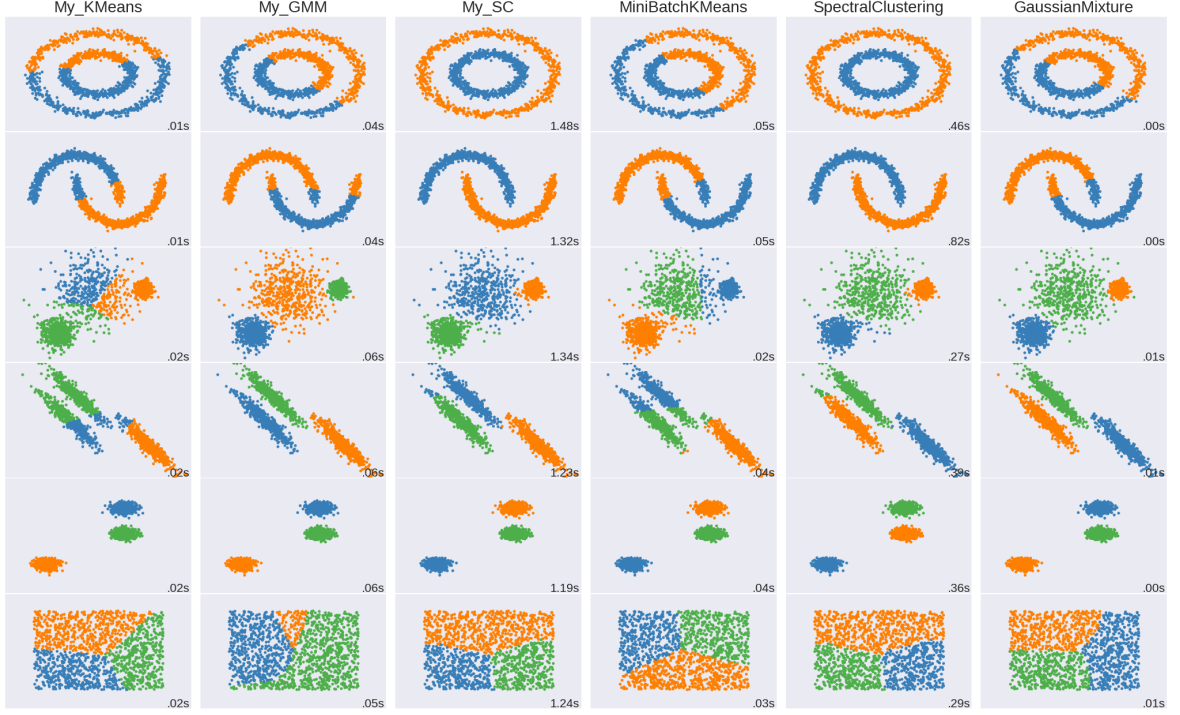 My_KMeans My_GMM My_SC MiniBatchKMeans SpectralClustering GaussianMixture
.01s .04s 1.48s .05s .46s .00s
.01s .04s 1.32s .05s .82s .00s
.02s .06s 1.34s .02s .27s .01s
.02s .06s 1.23s .04s .39s .01s
.02s .06s 1.19s .04s .36s .00s
.02s .05s 1.24s .03s .29s .01s